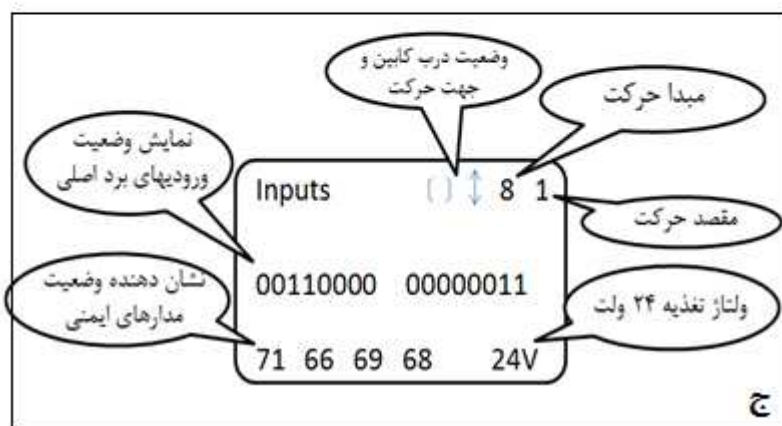 وضعیت درب کابین و
جهت حرکت
مبدا حرکت
نمایش وضعیت
ورودیهای برد اصلی
Inputs [ ] ↕ 8 1
مقصد حرکت
00110000 00000011
نشان دهنده وضعیت
مدارهای ایمنی
ولتاژ تغذیه ۲۴ ولت
71 66 69 68 24V
ج